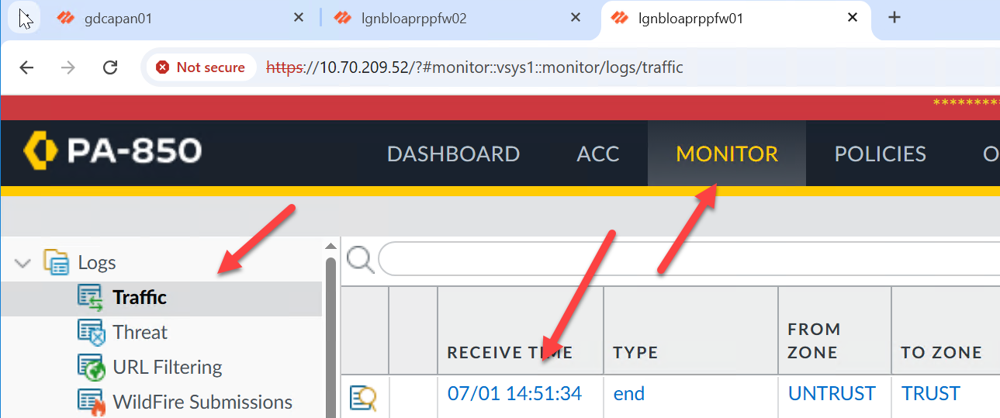 gdcapan01
lgnbloaprppfw02
lgnbloaprppfw01
Not secure
https://10.70.209.52/?#monitor::vsys1::monitor/logs/traffic
*********
PA-850
DASHBOARD
ACC
MONITOR
POLICIES
O
Logs
Traffic
Threat
URL Filtering
WildFire Submissions
RECEIVE TIME
TYPE
FROM
ZONE
TO ZONE
07/01 14:51:34
end
UNTRUST
TRUST